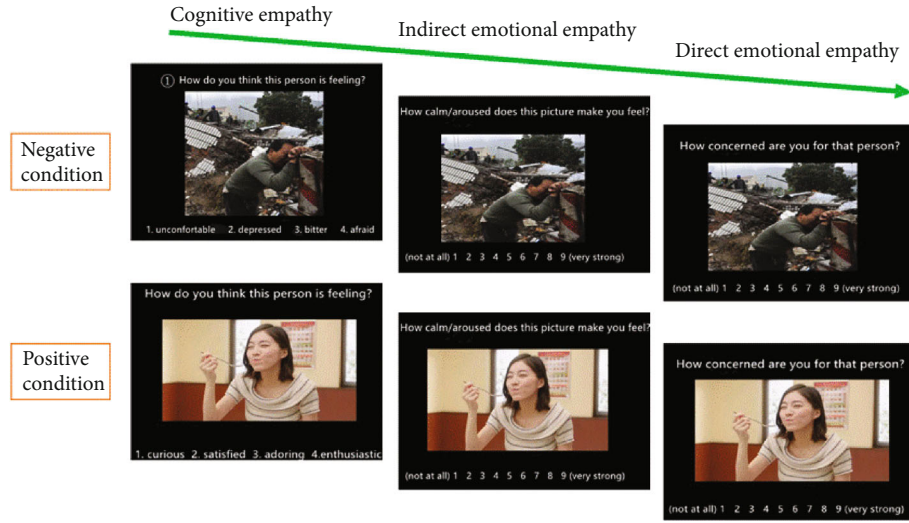 Cognitive empathy
Indirect emotional empathy
Direct emotional empathy
Negative
condition
① How do you think this person is feeling?
1. unconfortable 2. depressed 3. bitter 4. afraid
How calm/aroused does this picture make you feel?
(not at all) 1 2 3 4 5 6 7 8 9 (very strong)
How concerned are you for that person?
(not at all) 1 2 3 4 5 6 7 8 9 (very strong)
Positive
condition
How do you think this person is feeling?
1. curious 2. satisfied 3. adoring 4.enthusiastic
How calm/aroused does this picture make you feel?
(not at all) 1 2 3 4 5 6 7 8 9 (very strong)
How concerned are you for that person?
(not at all) 1 2 3 4 5 6 7 8 9 (very strong)